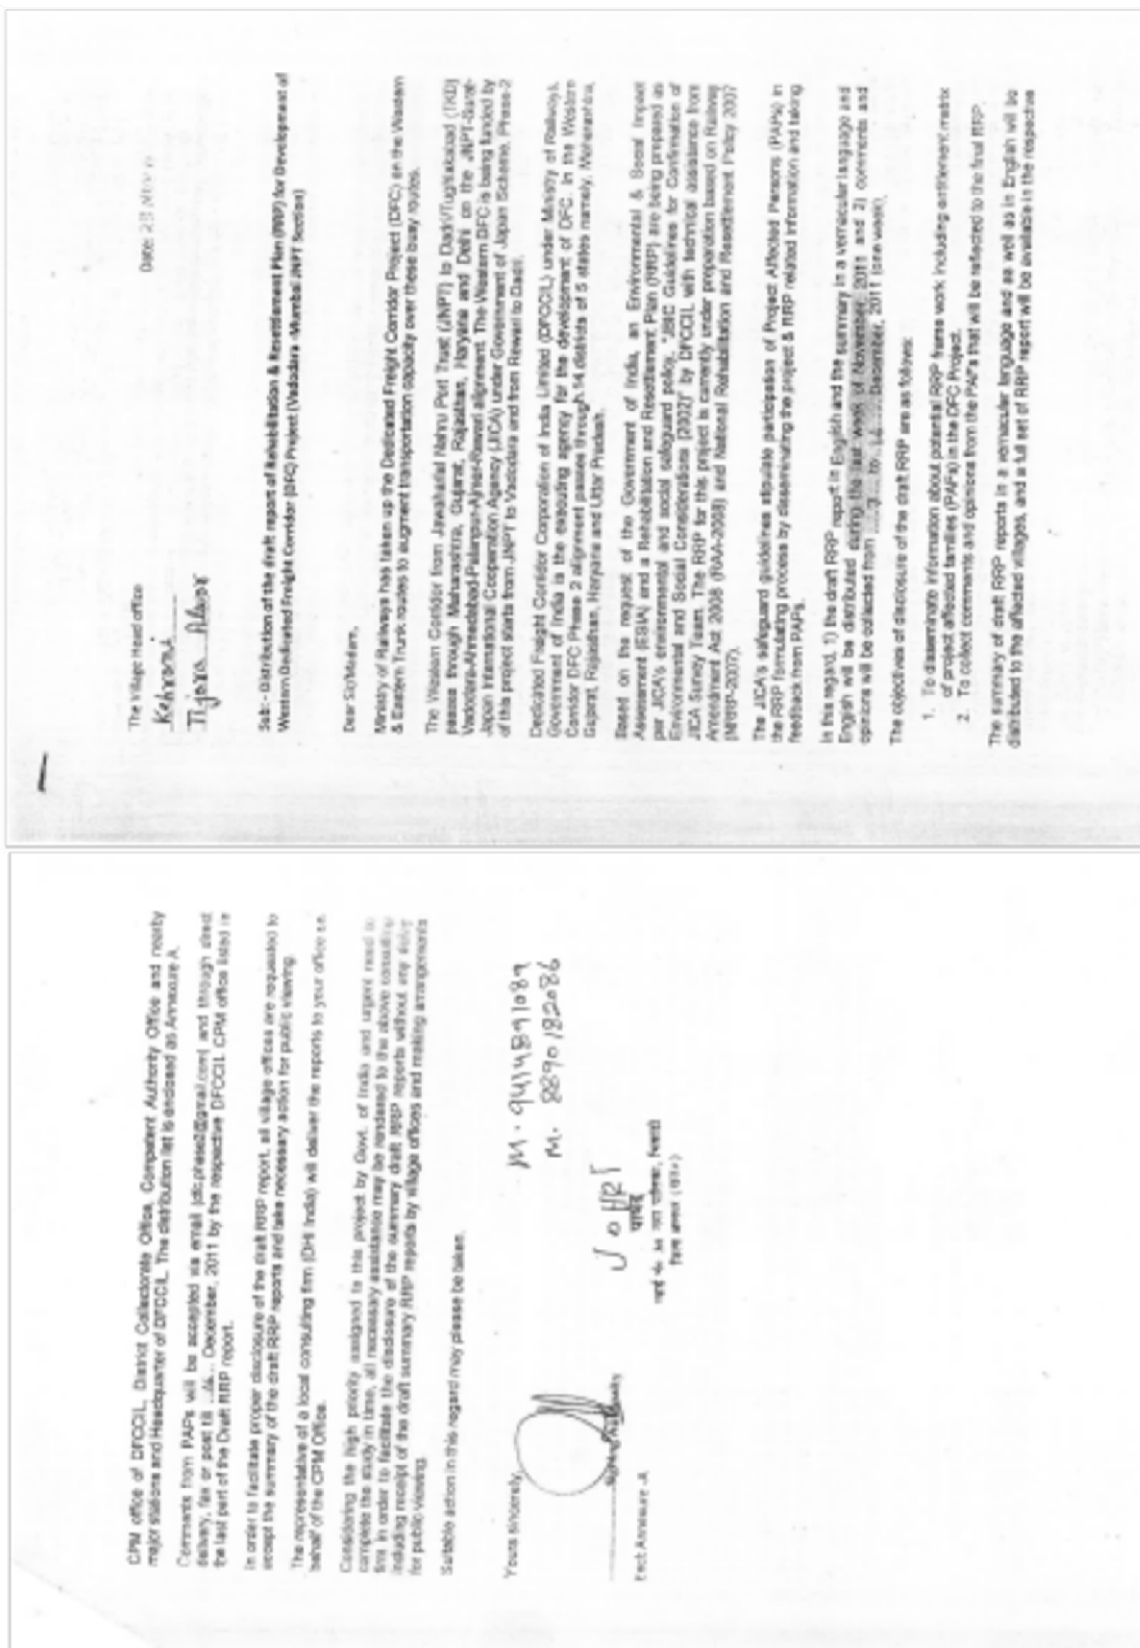 Date:
The Village Head office
Tijara Alwar
Sub:- Distribution of the draft report of Rehabilitation & Resettlement Plan (RRP) for Development of
Western Dedicated Freight Corridor (DFC) Project (Vadodara -Mumbai JNPT Section)
Dear Sir/Madam,
Ministry of Railways has taken up the Dedicated Freight Corridor Project (DFC) on the Western
& Eastern Trunk routes to augment transportation capacity over these busy routes.
The Western Corridor from Jawaharlal Nehru Port Trust (JNPT) to Dadri/Tughlakabad (TKD)
passes through Maharashtra, Gujarat, Rajasthan, Haryana and Delhi on the JNPT-Surat-
Vadodara-Ahmedabad-Palanpur-Ajmer-Rewari alignment. The Western DFC is being funded by
Japan International Cooperation Agency (JICA) under Government of Japan Scheme. Phase-2
of this project starts from JNPT to Vadodara and from Rewari to Dadri.
Dedicated Freight Corridor Corporation of India Limited (DFCCIL) under Ministry of Railways,
Government of India is the executing agency for the development of DFC. In the Western
Corridor DFC Phase 2 alignment passes through 14 districts of 5 states namely, Maharashtra,
Gujarat, Rajasthan, Haryana and Uttar Pradesh.
Based on the request of the Government of India, an Environmental & Social Impact
Assessment (ESIA) and a Rehabilitation and Resettlement Plan (RRP) are being prepared as
per JICA's environmental and social safeguard policy, "JBIC Guidelines for Confirmation of
Environmental and Social Considerations (2002)" by DFCCIL with technical assistance from
JICA Survey Team. The RRP for this project is currently under preparation based on Railway
Amendment Act 2008 (RAA-2008) and National Rehabilitation and Resettlement Policy 2007
(NRRP-2007).
The JICA's safeguard guidelines stipulate participation of Project Affected Persons (PAPs) in
the RRP formulating process by disseminating the project & RRP related information and taking
feedback from PAPs.
In this regard, 1) the draft RRP report in English and the summary in a vernacular language and
English will be distributed during the last week of November, 2011 and 2) comments and
opinions will be collected from to December, 2011 (one week).
The objectives of disclosure of the draft RRP are as follows:
1. To disseminate information about potential RRP frame work including entitlement matrix
of project affected families (PAFs) in the DFC Project.
2. To collect comments and opinions from the PAPs that will be reflected to the final RRP.
The summary of draft RRP reports in a vernacular language and as well as in English will be
distributed to the affected villages, and a full set of RRP report will be available in the respective
CPM office of DFCCIL, District Collectorate Office, Competent Authority Office and nearby
major stations and Headquarter of DFCCIL. The distribution list is enclosed as Annexure A.
Comments from PAPs will be accepted via email (dfcphase2@gmail.com) and through direct
delivery, fax or post till December, 2011 by the respective DFCCIL CPM office listed in
the last part of the Draft RRP report.
In order to facilitate proper disclosure of the draft RRP report, all village offices are requested to
accept the summary of the draft RRP reports and take necessary action for public viewing.
The representative of a local consulting firm (DHI India) will deliver the reports to your office on
behalf of the CPM Office.
Considering the high priority assigned to this project by Govt. of India and urgent need to
complete the study in time, all necessary assistance may be rendered to the above consulting
firm in order to facilitate the disclosure of the summary draft RRP reports without any delay
including receipt of the draft summary RRP reports by village offices and making arrangements
for public viewing.
Suitable action in this regard may please be taken.
M. 9414891089
M. 8890182086
Yours sincerely,
पार्षद
Encl: Annexure -A